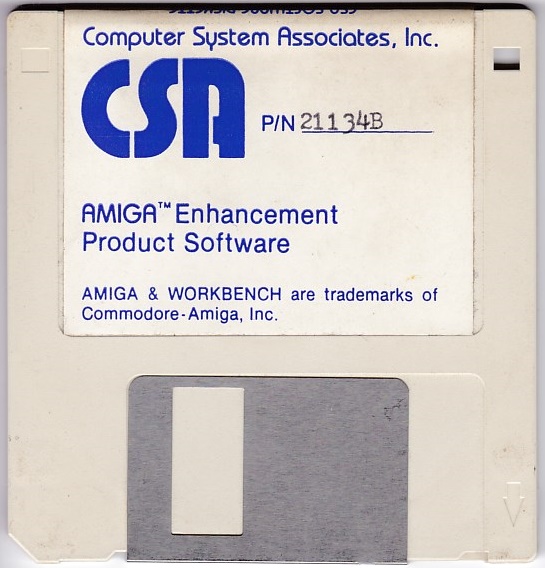 Computer System Associates, Inc.
CSA
P/N 21134B
AMIGA™ Enhancement
Product Software
AMIGA & WORKBENCH are trademarks of
Commodore-Amiga, Inc.